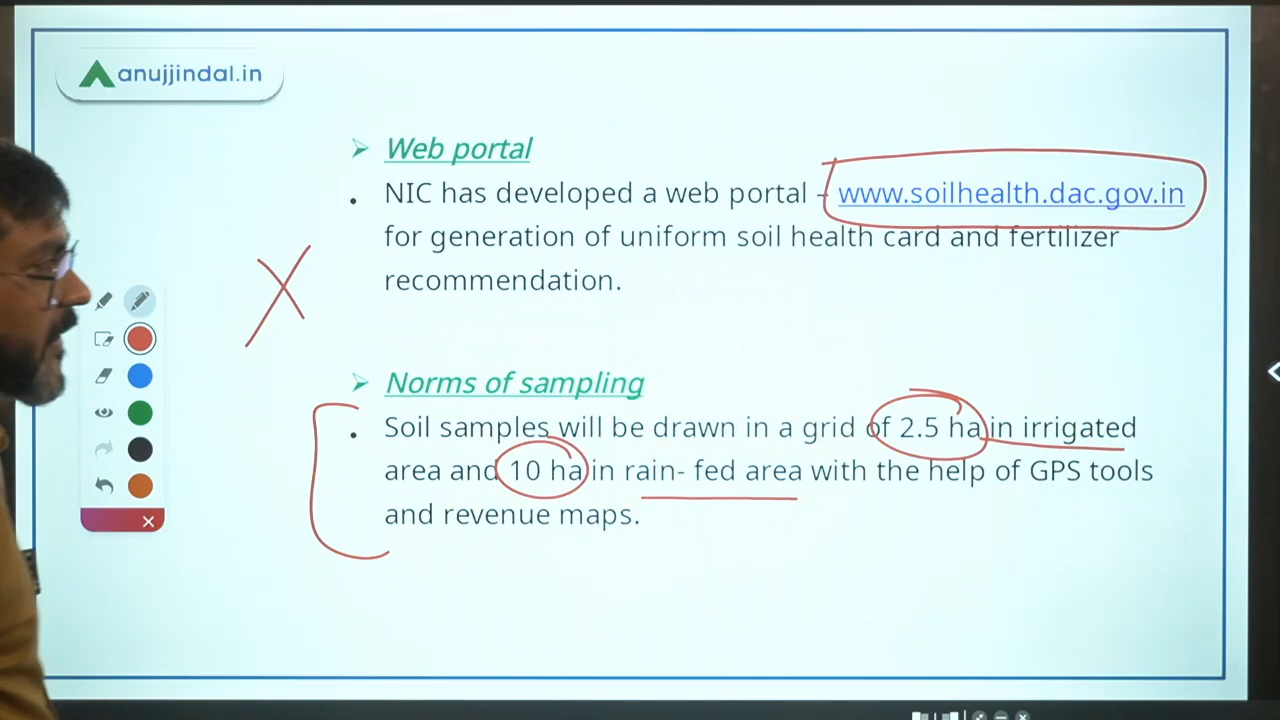 anujjindal.in
Web portal
NIC has developed a web portal – www.soilhealth.dac.gov.in
for generation of uniform soil health card and fertilizer
recommendation.
Norms of sampling
Soil samples will be drawn in a grid of 2.5 ha in irrigated
area and 10 ha in rain- fed area with the help of GPS tools
and revenue maps.